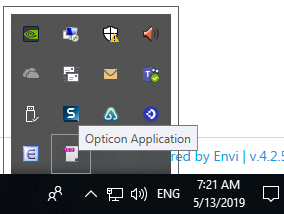 Opticon Application
red by Envi | v.4.2.5
ENG
7:21 AM
5/13/2019